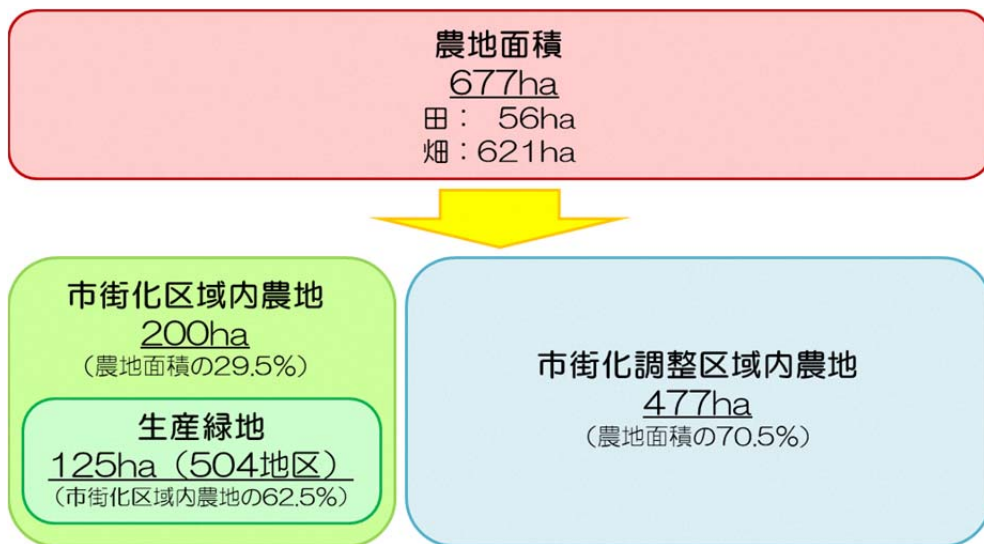 農地面積
677ha
田： 56ha
畑：621ha
市街化区域内農地
200ha
（農地面積の29.5%）
生産緑地
125ha（504地区）
（市街化区域内農地の62.5%）
市街化調整区域内農地
477ha
（農地面積の70.5%）